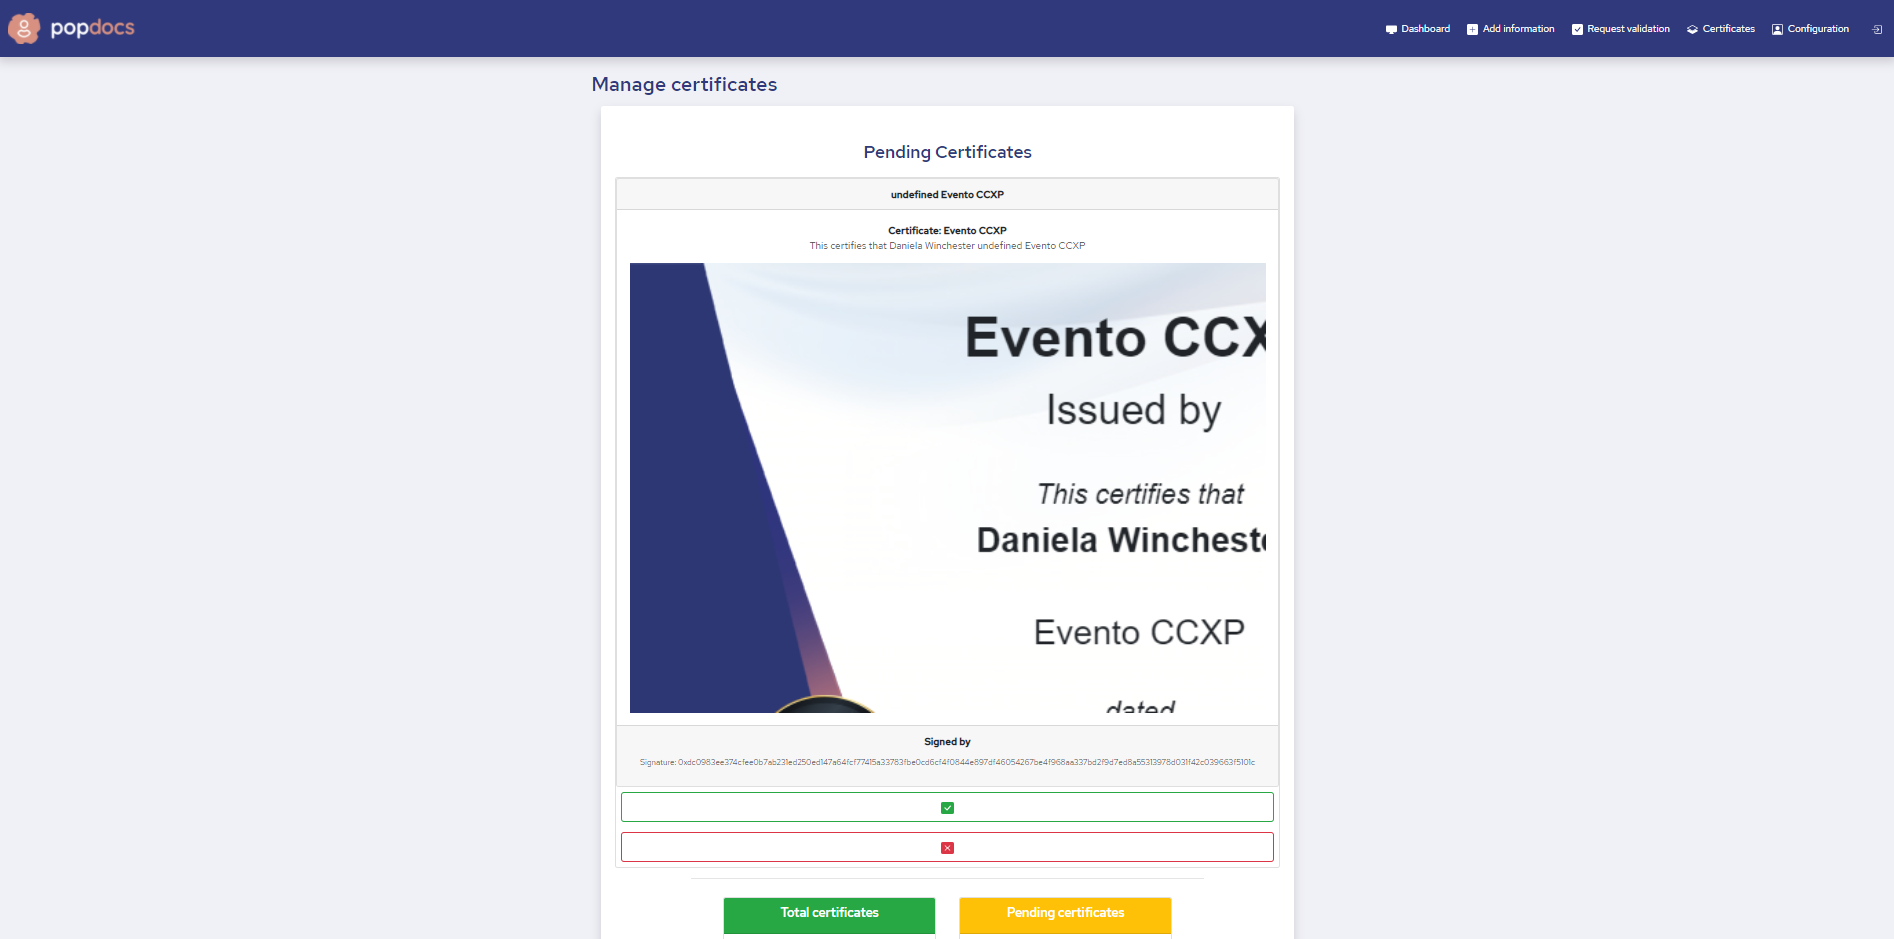 popdocs
Dashboard Add information Request validation Certificates Configuration
Manage certificates
Pending Certificates
undefined Evento CCXP
Certificate: Evento CCXP
This certifies that Daniela Winchester undefined Evento CCXP
Evento CCX
Issued by
This certifies that
Daniela Wincheste
Evento CCXP
dated
Signed by
Signature: 0xdc0983ee374cfee0b7ab231ed250ed147a64fcf77415a33783fbe0cd6cf4f0844e897df46054267be4f968aa337bd2f9d7ed8a55313978d031f42c039663f5101c
Total certificates Pending certificates